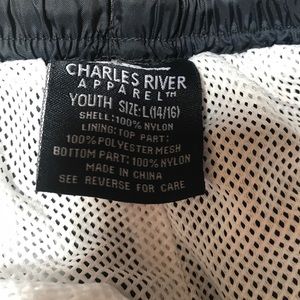 CHARLES RIVER
APPAREL™
YOUTH SIZE:L(14/16)
SHELL:100% NYLON
LINING:TOP PART:
100%POLYESTER MESH
BOTTOM PART:100% NYLON
MADE IN CHINA
SEE REVERSE FOR CARE